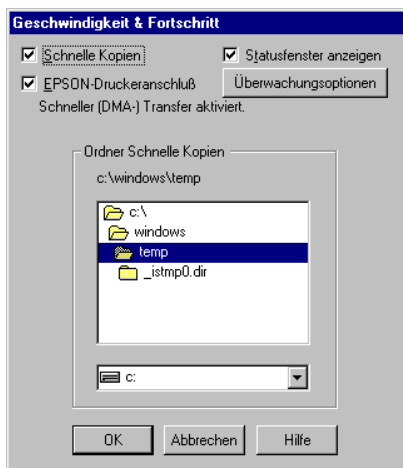 Geschwindigkeit & Fortschritt
Schnelle Kopien
Statusfenster anzeigen
EPSON-Druckeranschluß
Überwachungsoptionen
Schneller (DMA-) Transfer aktiviert.
Ordner Schnelle Kopien
c:\windows\temp
c:\
windows
temp
_istmp0.dir
c:
OK
Abbrechen
Hilfe